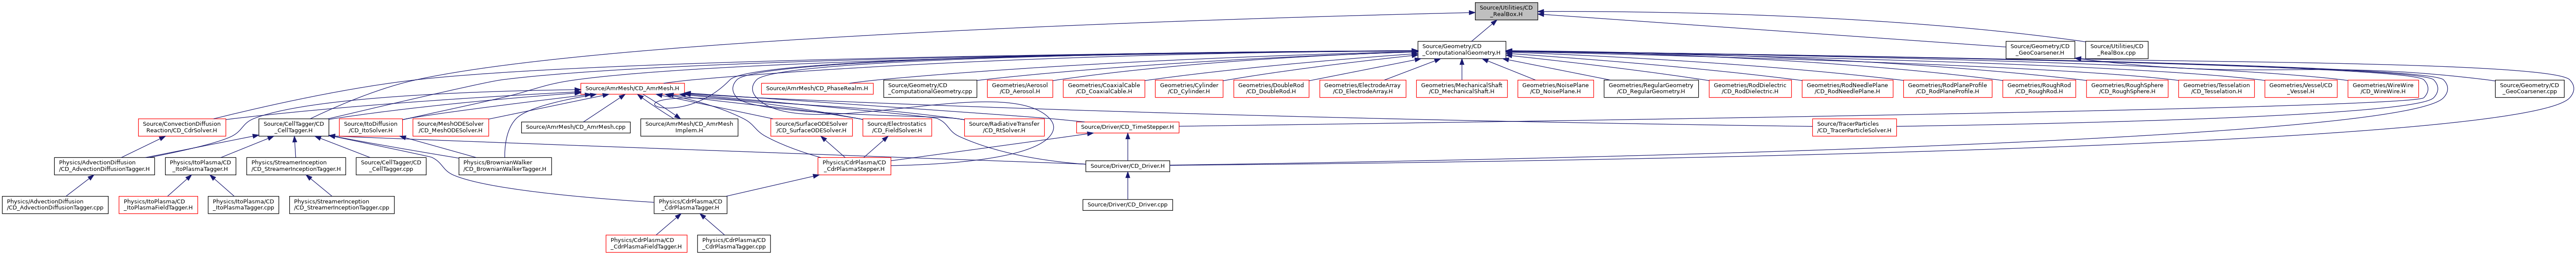 Source/Utilities/CD
_RealBox.H
Source/Geometry/CD
_ComputationalGeometry.H
Source/Geometry/CD
_GeoCoarsener.H
Source/Utilities/CD
_RealBox.cpp
Source/AmrMesh/CD_AmrMesh.H
Source/AmrMesh/CD_PhaseRealm.H
Source/Geometry/CD
_ComputationalGeometry.cpp
Geometries/Aerosol
/CD_Aerosol.H
Geometries/CoaxialCable
/CD_CoaxialCable.H
Geometries/Cylinder
/CD_Cylinder.H
Geometries/DoubleRod
/CD_DoubleRod.H
Geometries/ElectrodeArray
/CD_ElectrodeArray.H
Geometries/MechanicalShaft
/CD_MechanicalShaft.H
Geometries/NoisePlane
/CD_NoisePlane.H
Geometries/RegularGeometry
/CD_RegularGeometry.H
Geometries/RodDielectric
/CD_RodDielectric.H
Geometries/RodNeedlePlane
/CD_RodNeedlePlane.H
Geometries/RodPlaneProfile
/CD_RodPlaneProfile.H
Geometries/RoughRod
/CD_RoughRod.H
Geometries/RoughSphere
/CD_RoughSphere.H
Geometries/Tesselation
/CD_Tesselation.H
Geometries/Vessel/CD
_Vessel.H
Geometries/WireWire
/CD_WireWire.H
Source/Geometry/CD
_GeoCoarsener.cpp
Source/ConvectionDiffusion
Reaction/CD_CdrSolver.H
Source/CellTagger/CD
_CellTagger.H
Source/ItoDiffusion
/CD_ItoSolver.H
Source/MeshODESolver
/CD_MeshODESolver.H
Source/AmrMesh/CD_AmrMesh.cpp
Source/AmrMesh/CD_AmrMesh
Implem.H
Source/SurfaceODESolver
/CD_SurfaceODESolver.H
Source/Electrostatics
/CD_FieldSolver.H
Source/RadiativeTransfer
/CD_RtSolver.H
Source/Driver/CD_TimeStepper.H
Source/TracerParticles
/CD_TracerParticleSolver.H
Physics/AdvectionDiffusion
/CD_AdvectionDiffusionTagger.H
Physics/ItoPlasma/CD
_ItoPlasmaTagger.H
Physics/StreamerInception
/CD_StreamerInceptionTagger.H
Source/CellTagger/CD
_CellTagger.cpp
Physics/BrownianWalker
/CD_BrownianWalkerTagger.H
Physics/CdrPlasma/CD
_CdrPlasmaStepper.H
Source/Driver/CD_Driver.H
Physics/AdvectionDiffusion
/CD_AdvectionDiffusionTagger.cpp
Physics/ItoPlasma/CD
_ItoPlasmaFieldTagger.H
Physics/ItoPlasma/CD
_ItoPlasmaTagger.cpp
Physics/StreamerInception
/CD_StreamerInceptionTagger.cpp
Physics/CdrPlasma/CD
_CdrPlasmaTagger.H
Source/Driver/CD_Driver.cpp
Physics/CdrPlasma/CD
_CdrPlasmaFieldTagger.H
Physics/CdrPlasma/CD
_CdrPlasmaTagger.cpp